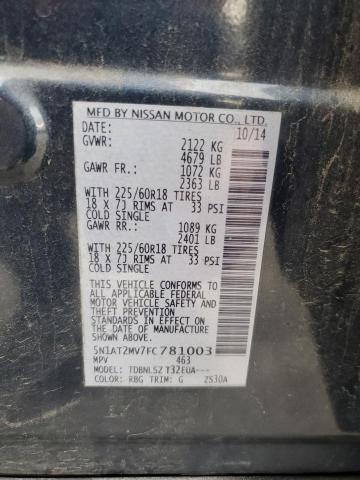 MFD BY NISSAN MOTOR CO., LTD.
DATE: 10/14
GVWR: 2122 KG
4679 LB
GAWR FR.: 1072 KG
2363 LB
WITH 225/60R18 TIRES
18 X 7J RIMS AT 33 PSI
COLD SINGLE
GAWR RR.: 1089 KG
2401 LB
WITH 225/60R18 TIRES
18 X 7J RIMS AT 33 PSI
COLD SINGLE
THIS VEHICLE CONFORMS TO ALL
APPLICABLE FEDERAL MOTOR VEHICLE
SAFETY, BUMPER, AND
THEFT PREVENTION STANDARDS
IN EFFECT ON THE DATE OF
MANUFACTURE SHOWN ABOVE.
5N1AT2MV7FC781003
MPV 463
TDBNL5Z T32EUA---
COLOR: RBG TRIM: G ZS30A